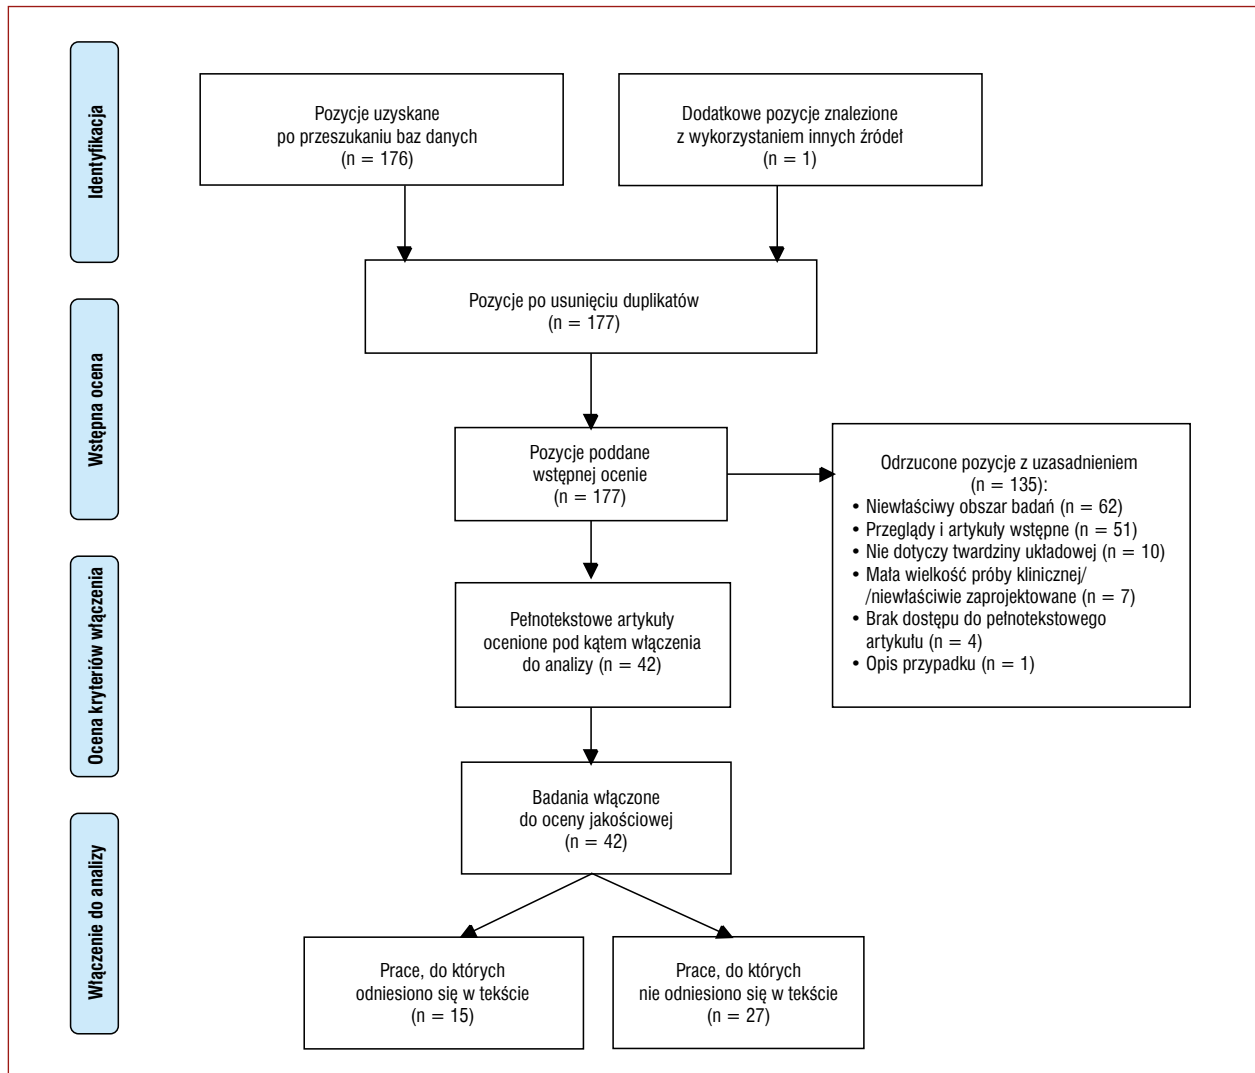 Identyfikacja
Pozycje uzyskane
po przeszukaniu baz danych
(n = 176)
Dodatkowe pozycje znalezione
z wykorzystaniem innych źródeł
(n = 1)
Pozycje po usunięciu duplikatów
(n = 177)
Wstępna ocena
Pozycje poddane
wstępnej ocenie
(n = 177)
Odrzucone pozycje z uzasadnieniem
(n = 135):
• Niewłaściwy obszar badań (n = 62)
• Przeglądy i artykuły wstępne (n = 51)
• Nie dotyczy twardziny układowej (n = 10)
• Mała wielkość próby klinicznej/
/niewłaściwie zaprojektowane (n = 7)
• Brak dostępu do pełnotekstowego
artykułu (n = 4)
• Opis przypadku (n = 1)
Ocena kryteriów włączenia
Pełnotekstowe artykuły
ocenione pod kątem włączenia
do analizy (n = 42)
Badania włączone
do oceny jakościowej
(n = 42)
Włączenie do analizy
Prace, do których
odniesiono się w tekście
(n = 15)
Prace, do których
nie odniesiono się w tekście
(n = 27)